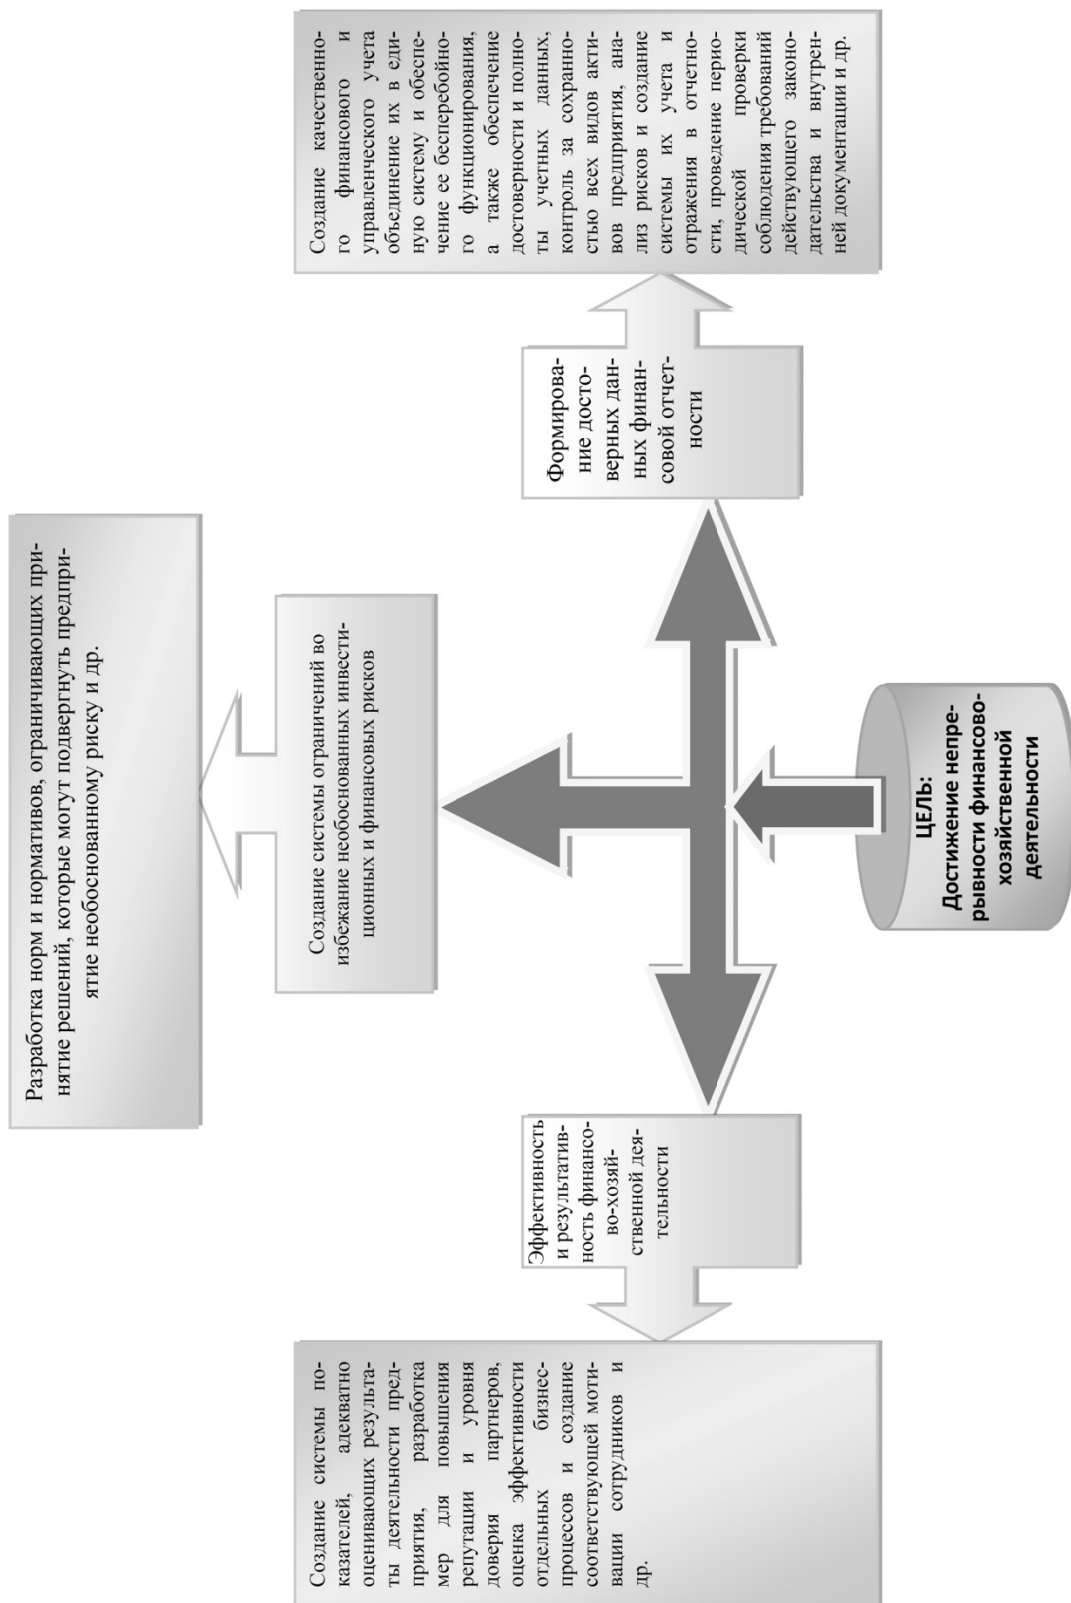 Разработка норм и нормативов, ограничивающих при-
нятие решений, которые могут подвергнуть предпри-
ятие необоснованному риску и др.
Создание системы ограничений во
избежание необоснованных инвести-
ционных и финансовых рисков
Создание системы по-
казателей, адекватно
оценивающих результа-
ты деятельности пред-
приятия, разработка
мер для повышения
репутации и уровня
доверия партнеров,
оценка эффективности
отдельных бизнес-
процессов и создание
соответствующей моти-
вации сотрудников и
др.
Эффективность
и результатив-
ность финансо-
во-хозяй-
ственной дея-
тельности
Формирова-
ние досто-
верных дан-
ных финан-
совой отчет-
ности
Создание качественно-
го финансового и
управленческого учета
объединение их в еди-
ную систему и обеспе-
чение ее бесперебойно-
го функционирования,
а также обеспечение
достоверности и полно-
ты учетных данных,
контроль за сохранно-
стью всех видов акти-
вов предприятия, ана-
лиз рисков и создание
системы их учета и
отражения в отчетно-
сти, проведение перио-
дической проверки
соблюдения требований
действующего законо-
дательства и внутрен-
ней документации и др.
ЦЕЛЬ:
Достижение непре-
рывности финансово-
хозяйственной
деятельности